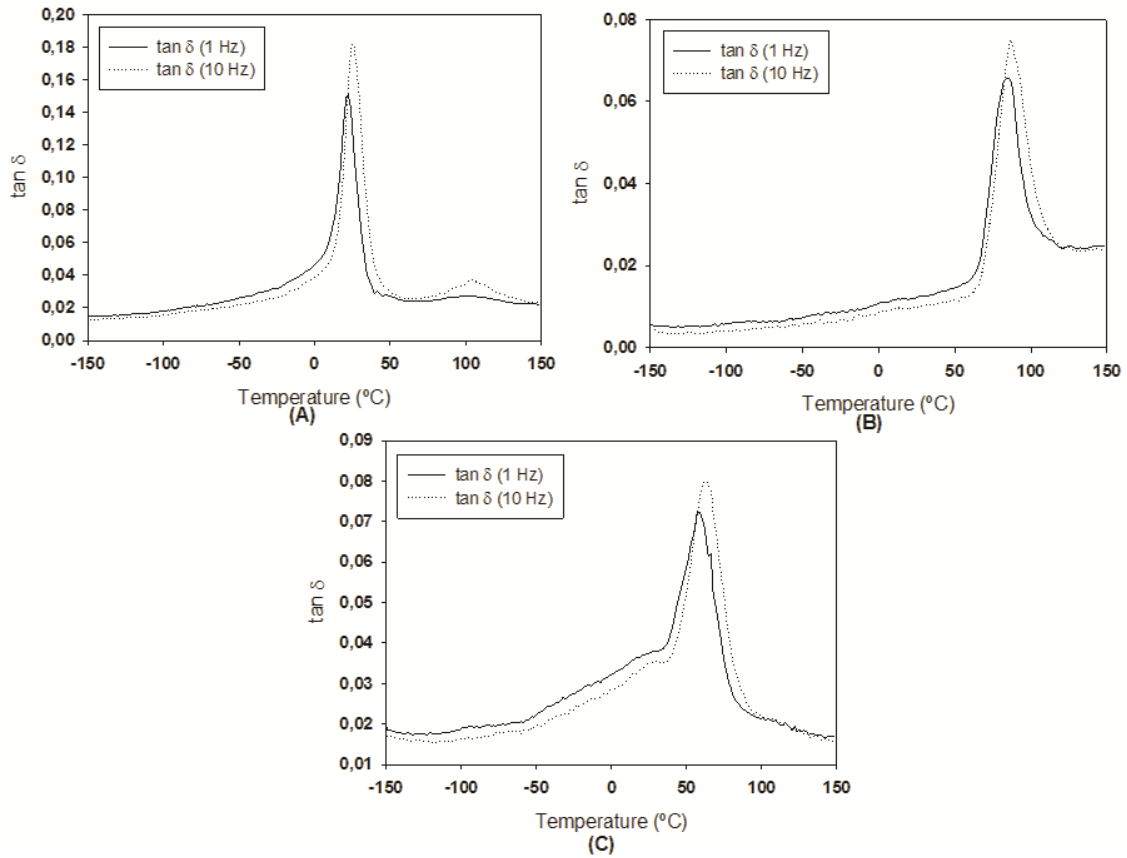 0,20
0,18
0,16
0,14
0,12
0,10
0,08
0,06
0,04
0,02
0,00
tan δ
tan δ (1 Hz)
tan δ (10 Hz)
-150 -100 -50 0 50 100 150
Temperature (ºC)
(A)
0,08
0,06
0,04
0,02
0,00
tan δ
tan δ (1 Hz)
tan δ (10 Hz)
-150 -100 -50 0 50 100 150
Temperature (ºC)
(B)
0,09
0,08
0,07
0,06
0,05
0,04
0,03
0,02
0,01
tan δ
tan δ (1 Hz)
tan δ (10 Hz)
-150 -100 -50 0 50 100 150
Temperature (ºC)
(C)